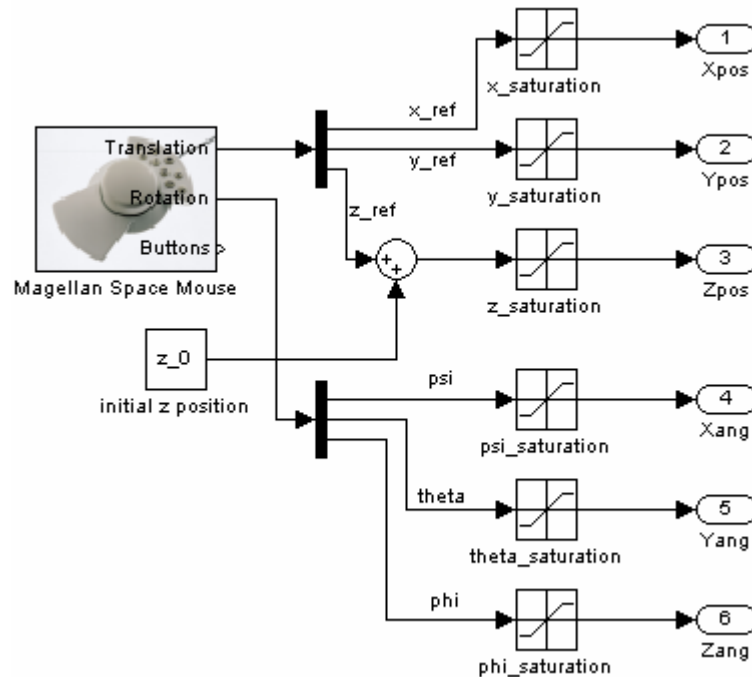 1
Xpos
x_saturation
x_ref
Translation
y_ref
2
Ypos
y_saturation
Rotation
z_ref
Buttons
Magellan Space Mouse
3
Zpos
z_saturation
z_0
initial z position
psi
4
Xang
psi_saturation
theta
5
Yang
theta_saturation
phi
6
Zang
phi_saturation